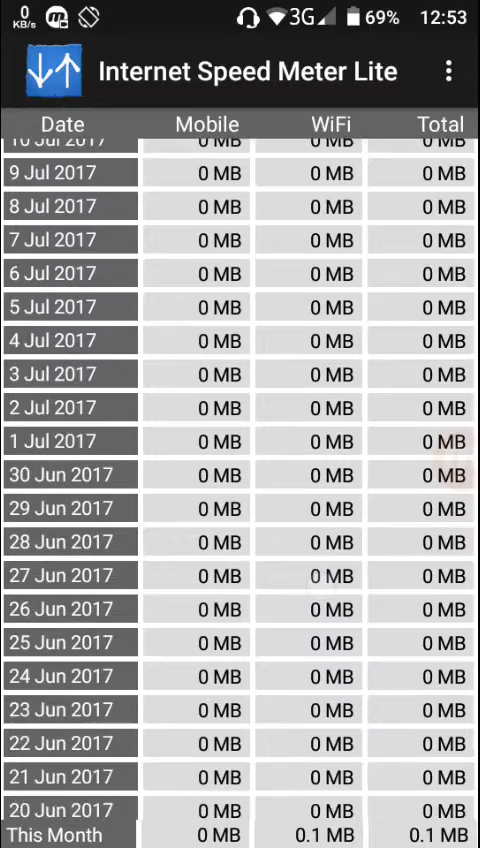 0 KB/s 3G 69% 12:53
Internet Speed Meter Lite
Date Mobile WiFi Total
10 Jul 2017 0 MB 0 MB 0 MB
9 Jul 2017 0 MB 0 MB 0 MB
8 Jul 2017 0 MB 0 MB 0 MB
7 Jul 2017 0 MB 0 MB 0 MB
6 Jul 2017 0 MB 0 MB 0 MB
5 Jul 2017 0 MB 0 MB 0 MB
4 Jul 2017 0 MB 0 MB 0 MB
3 Jul 2017 0 MB 0 MB 0 MB
2 Jul 2017 0 MB 0 MB 0 MB
1 Jul 2017 0 MB 0 MB 0 MB
30 Jun 2017 0 MB 0 MB 0 MB
29 Jun 2017 0 MB 0 MB 0 MB
28 Jun 2017 0 MB 0 MB 0 MB
27 Jun 2017 0 MB 0 MB 0 MB
26 Jun 2017 0 MB 0 MB 0 MB
25 Jun 2017 0 MB 0 MB 0 MB
24 Jun 2017 0 MB 0 MB 0 MB
23 Jun 2017 0 MB 0 MB 0 MB
22 Jun 2017 0 MB 0 MB 0 MB
21 Jun 2017 0 MB 0 MB 0 MB
20 Jun 2017 0 MB 0 MB 0 MB
This Month 0 MB 0.1 MB 0.1 MB